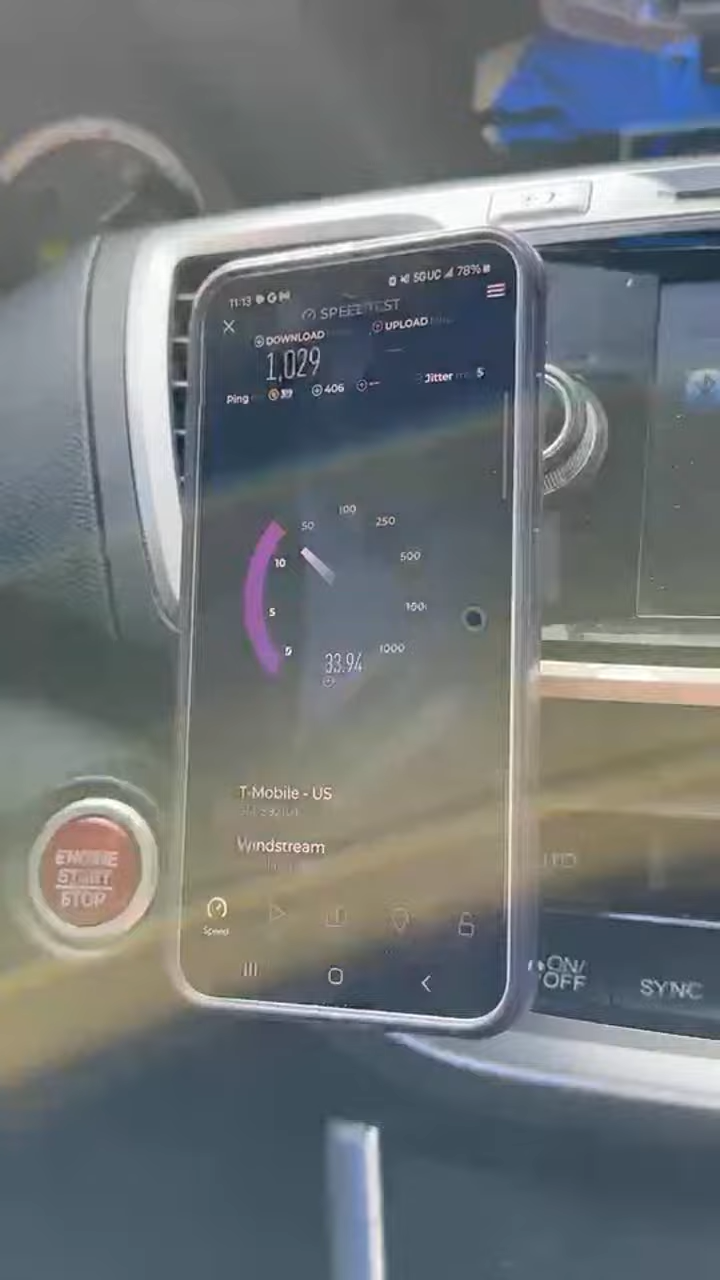 11:13 5G UC 78%
SPEEDTEST
DOWNLOAD UPLOAD
1,029
Ping 406 Jitter 5
50 100 250
10 500
5
0 1000
33.94
T-Mobile - US
Windstream
ENGINE
START
STOP
Speed
ON/
OFF
SYNC